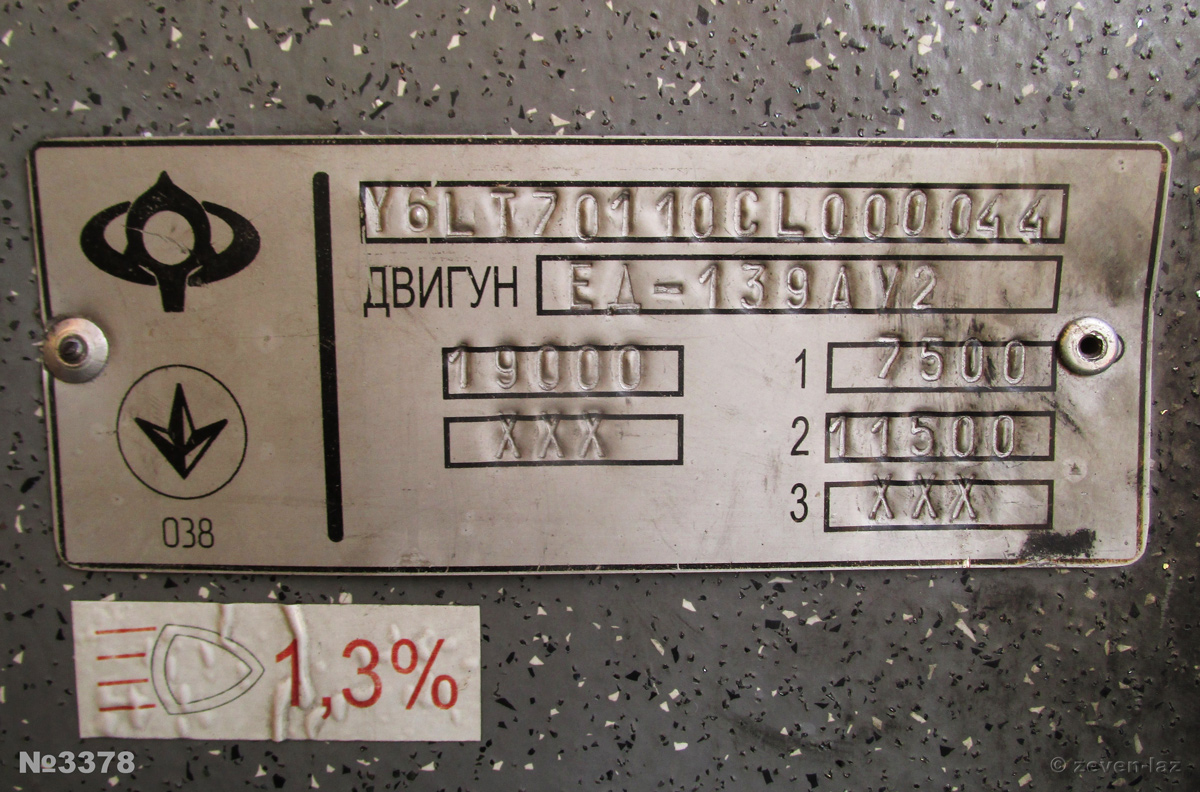 Y6LT70110CL000044
ДВИГУН ЕД-139АУ2
19000 1 7500
XXX 2 11500
3 XXX
038
1,3%
№3378
© zeven-laz